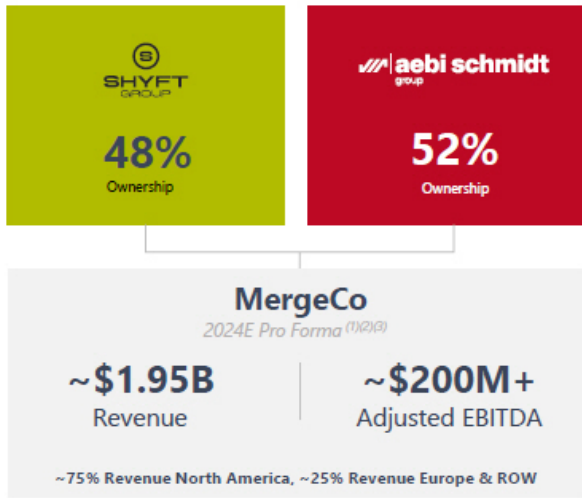 S
SHYFT
GROUP
48%
Ownership
aebi schmidt
group
52%
Ownership
MergeCo
2024E Pro Forma (1)(2)(3)
~$1.95B
Revenue
~$200M+
Adjusted EBITDA
~75% Revenue North America, ~25% Revenue Europe & ROW